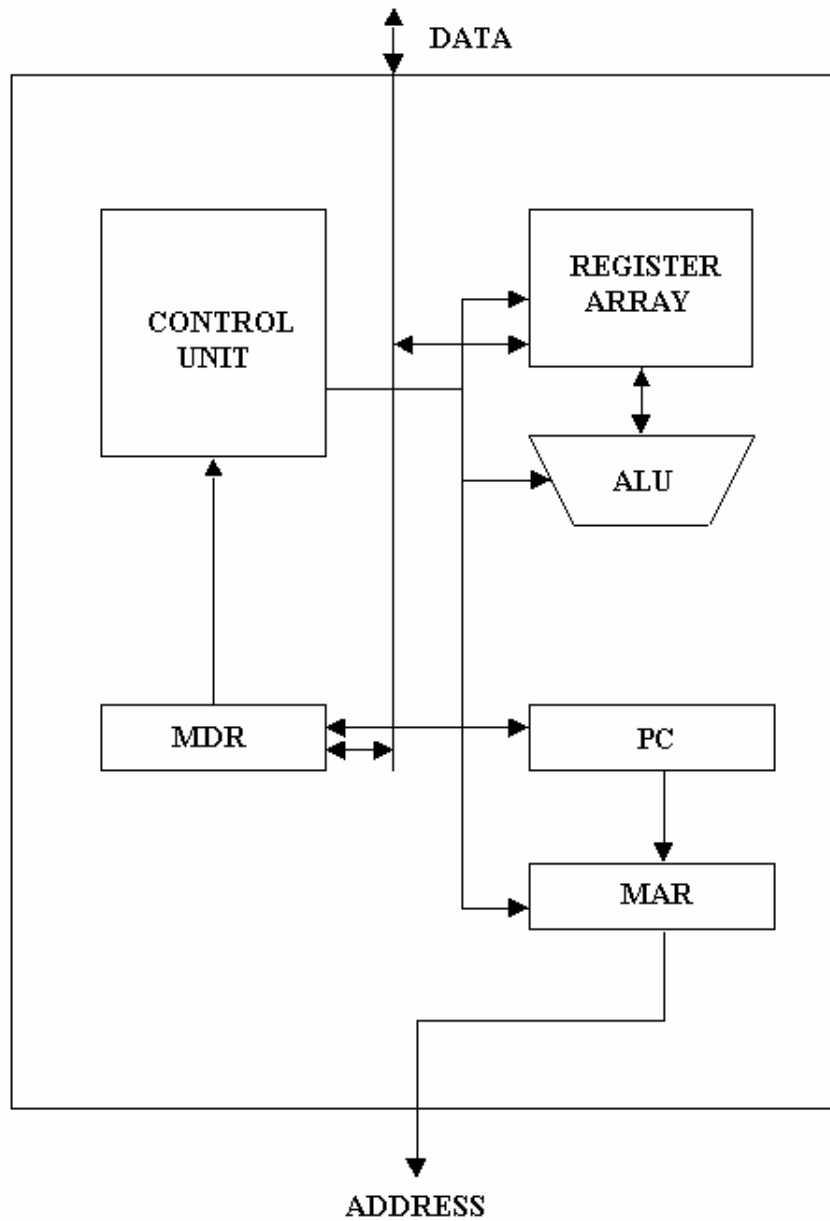 DATA
CONTROL
UNIT
REGISTER
ARRAY
ALU
MDR
PC
MAR
ADDRESS